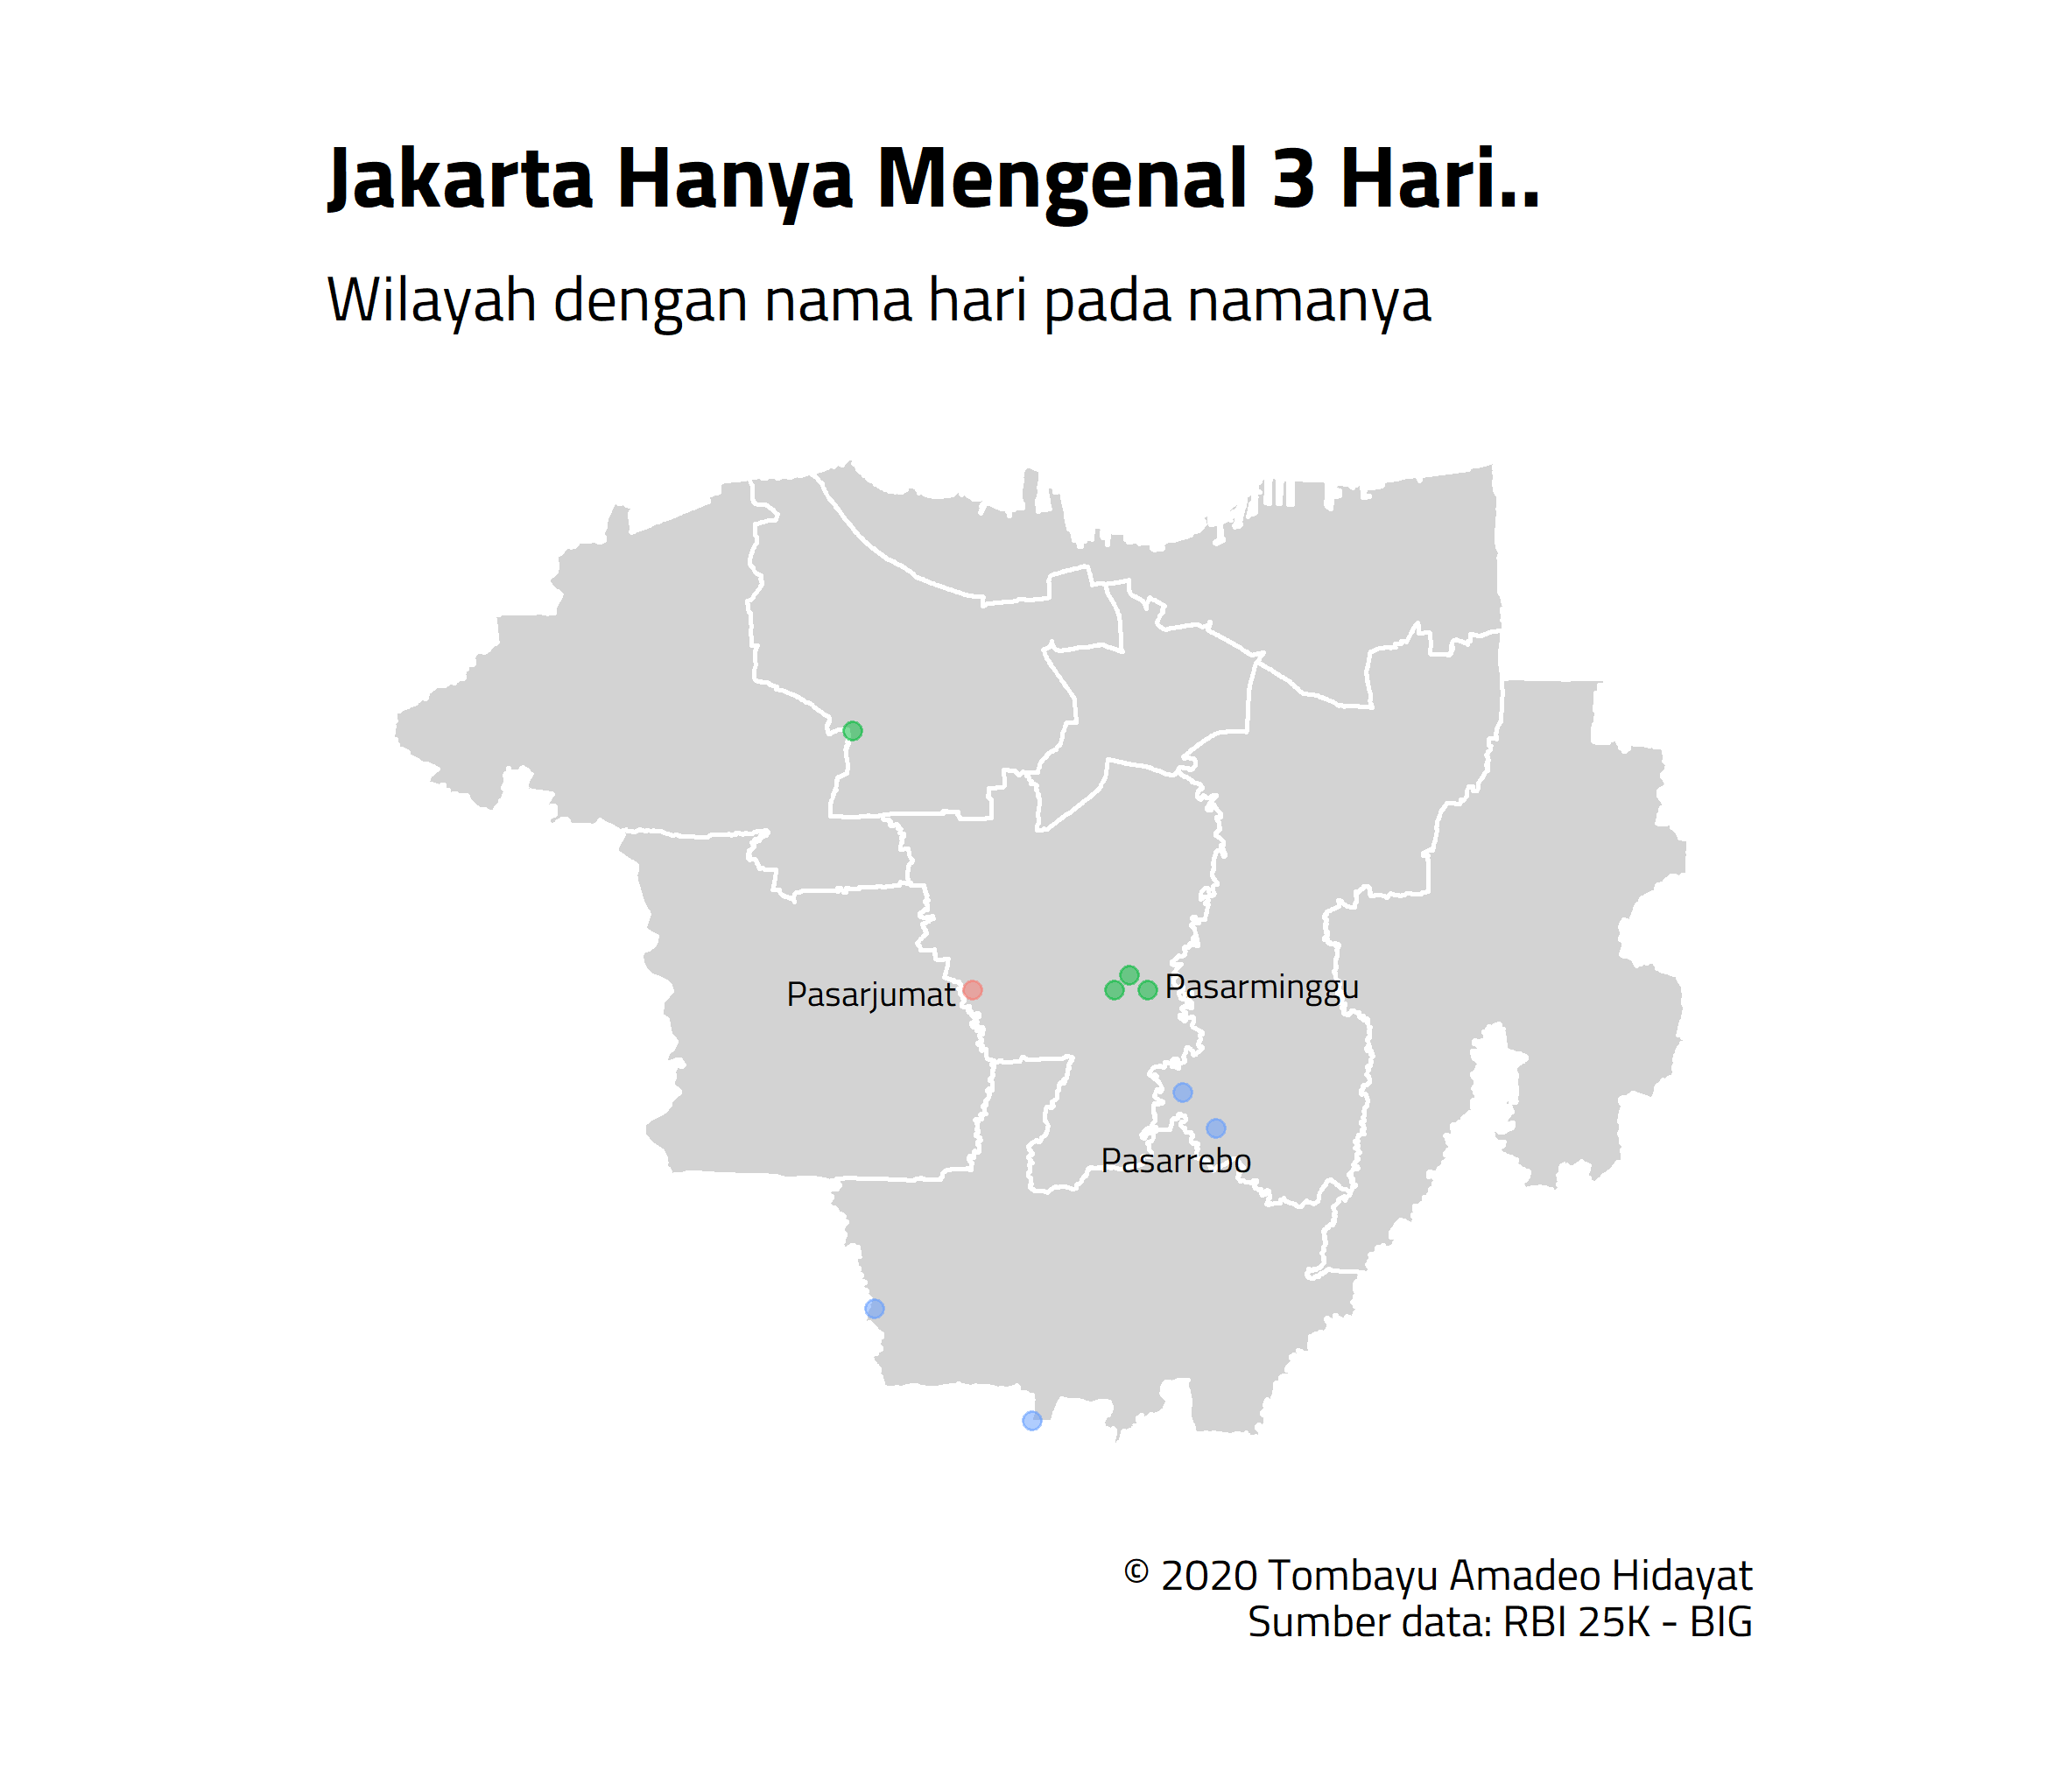 Jakarta Hanya Mengenal 3 Hari..
Wilayah dengan nama hari pada namanya
Pasarjumat
Pasarminggu
Pasarrebo
© 2020 Tombayu Amadeo Hidayat
Sumber data: RBI 25K - BIG